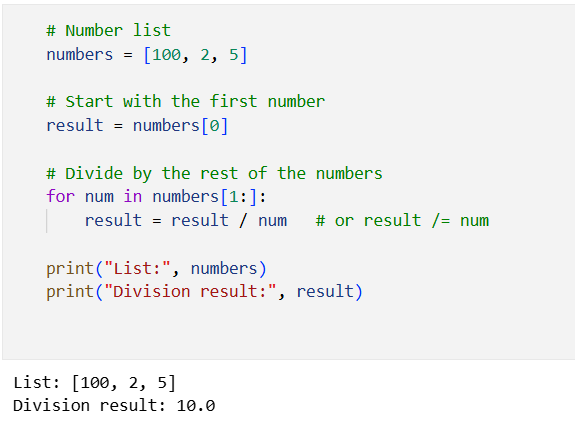 # Number list
numbers = [100, 2, 5]
# Start with the first number
result = numbers[0]
# Divide by the rest of the numbers
for num in numbers[1:]:
    result = result / num   # or result /= num
print("List:", numbers)
print("Division result:", result)
List: [100, 2, 5]
Division result: 10.0